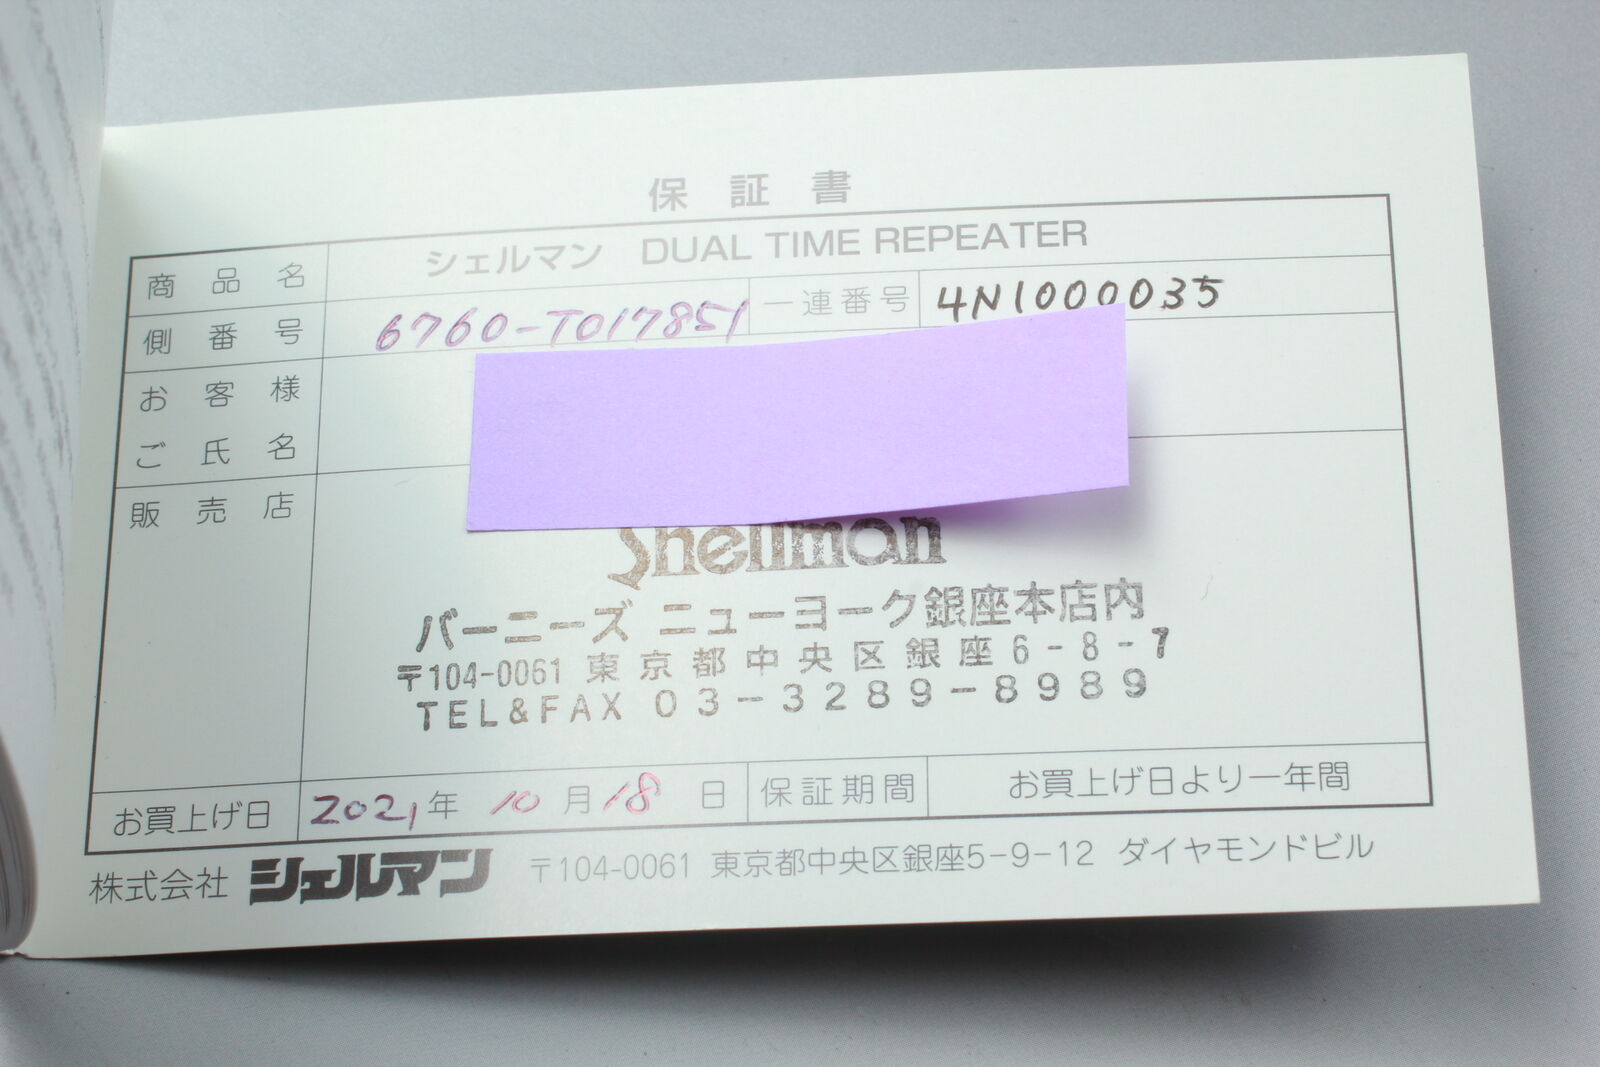 保証書
商品名 シェルマン DUAL TIME REPEATER
側番号 6760-T017851 一連番号 4N1000035
お客様
ご氏名
販売店
Shellman
バーニーズ ニューヨーク銀座本店内
〒104-0061 東京都中央区銀座6-8-7
TEL&FAX 03-3289-8989
お買上げ日 2021年 10月18日 保証期間 お買上げ日より一年間
株式会社 シェルマン 〒104-0061 東京都中央区銀座5-9-12 ダイヤモンドビル